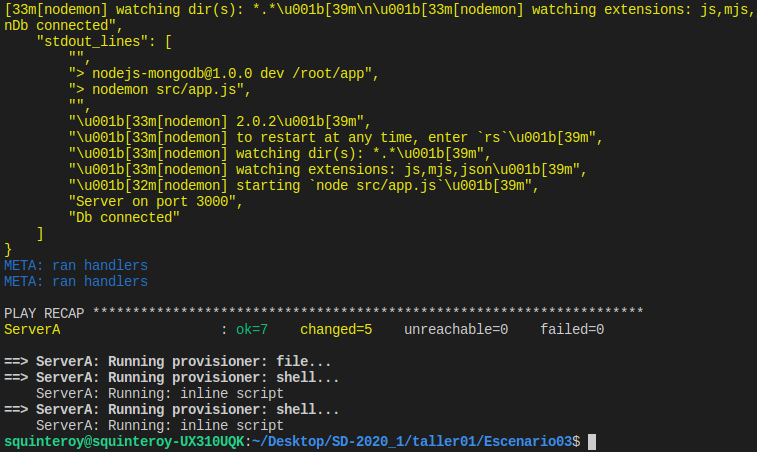 [33m[nodemon] watching dir(s): *.*\u001b[39m\n\u001b[33m[nodemon] watching extensions: js,mjs,
nDb connected",
    "stdout_lines": [
        "",
        "> nodejs-mongodb@1.0.0 dev /root/app",
        "> nodemon src/app.js",
        "",
        "\u001b[33m[nodemon] 2.0.2\u001b[39m",
        "\u001b[33m[nodemon] to restart at any time, enter `rs`\u001b[39m",
        "\u001b[33m[nodemon] watching dir(s): *.*\u001b[39m",
        "\u001b[33m[nodemon] watching extensions: js,mjs,json\u001b[39m",
        "\u001b[32m[nodemon] starting `node src/app.js`\u001b[39m",
        "Server on port 3000",
        "Db connected"
    ]
}
META: ran handlers
META: ran handlers

PLAY RECAP *********************************************************************
ServerA                    : ok=7    changed=5    unreachable=0    failed=0

==> ServerA: Running provisioner: file...
==> ServerA: Running provisioner: shell...
    ServerA: Running: inline script
==> ServerA: Running provisioner: shell...
    ServerA: Running: inline script
squinteroy@squinteroy-UX310UQK:~/Desktop/SD-2020_1/taller01/Escenario03$